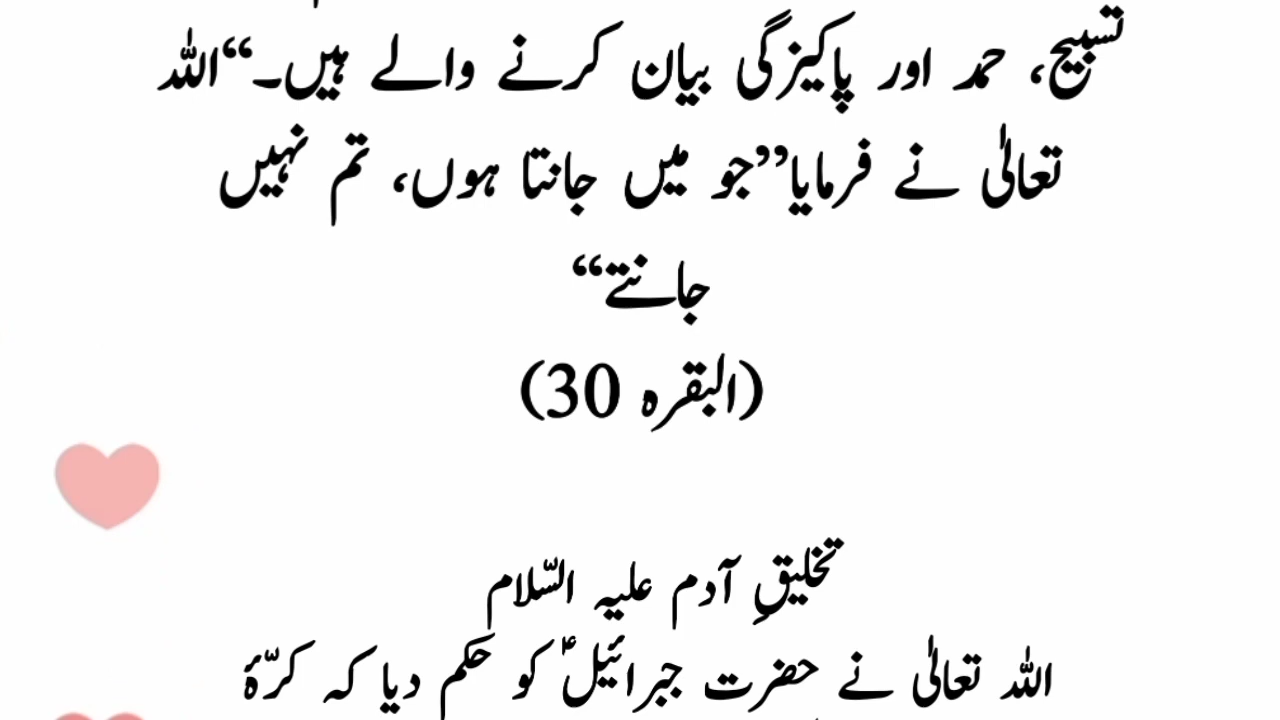 تسبیح، حمد اور پاکیزگی بیان کرنے والے ہیں۔“اللہ
تعالیٰ نے فرمایا”جو میں جانتا ہوں، تم نہیں
جانتے“
(البقرہ 30)
تخلیقِ آدم علیہ السّلام
اللہ تعالیٰ نے حضرت جبرائیلؑ کو حکم دیا کہ کرّۂ